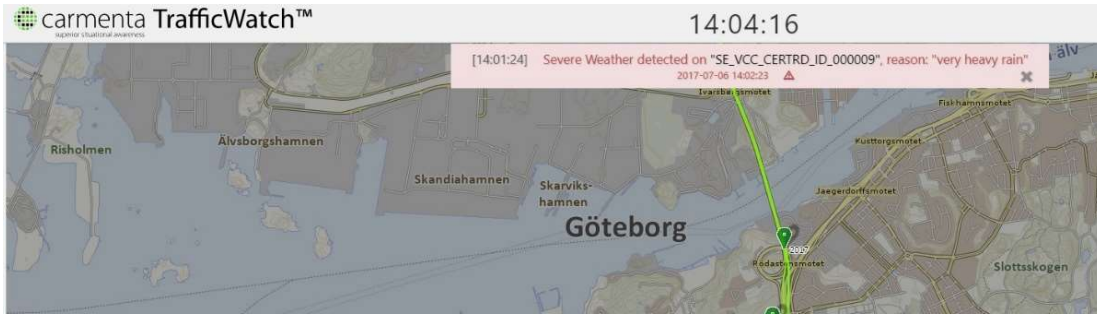 carmenta TrafficWatch™
superior situational awareness
14:04:16
[14:01:24] Severe Weather detected on "SE_VCC_CERTRD_ID_000009", reason: "very heavy rain"
2017-07-06 14:02:23
älv
Ivarsbergsmotet
Fiskhamnsmotet
Älvsborgshamnen
Kusttorgsmotet
Risholmen
Skandiahamnen
Skarviks-
hamnen
Jaegerdorffsmotet
Göteborg
Rödastensmotet
Slottsskogen